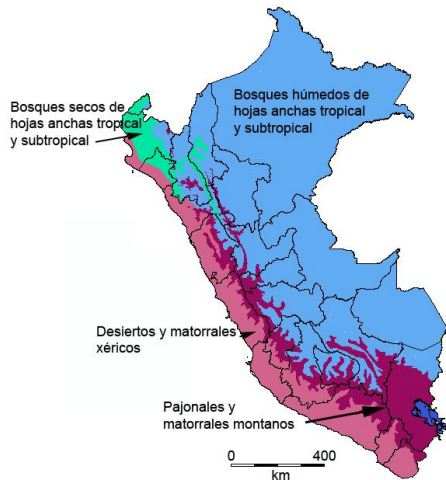 Bosques secos de
hojas anchas tropical
y subtropical
Bosques húmedos de
hojas anchas tropical
y subtropical
Desiertos y matorrales
xéricos
Pajonales y
matorrales montanos
0 400
km